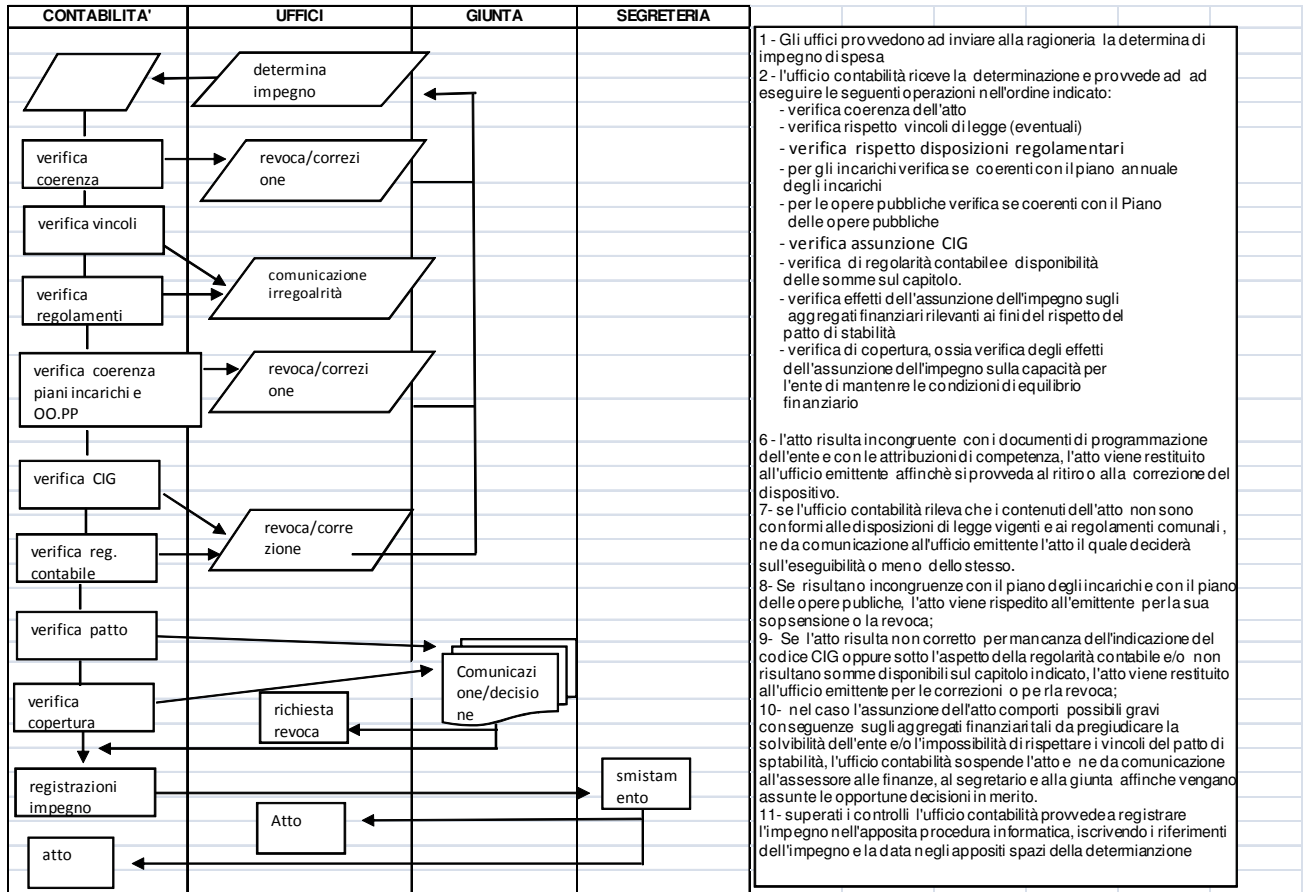 CONTABILITA'
UFFICI
GIUNTA
SEGRETERIA
determina
impegno
verifica
coerenza
revoca/correzi
one
verifica vincoli
comunicazione
irregoalrità
verifica
regolamenti
verifica coerenza
piani incarichi e
OO.PP
revoca/correzi
one
verifica CIG
revoca/corre
zione
verifica reg.
contabile
verifica patto
Comunicazi
one/decisio
ne
verifica
copertura
richiesta
revoca
registrazioni
impegno
smistam
ento
Atto
atto
1 - Gli uffici provvedono ad inviare alla ragioneria la determina di
impegno di spesa
2 - l'ufficio contabilità riceve la determinazione e provvede ad ad
eseguire le seguenti operazioni nell'ordine indicato:
- verifica coerenza dell'atto
- verifica rispetto vincoli di legge (eventuali)
- verifica rispetto disposizioni regolamentari
- per gli incarichi verifica se coerenti con il piano annuale
degli incarichi
- per le opere pubbliche verifica se coerenti con il Piano
delle opere pubbliche
- verifica assunzione CIG
- verifica di regolarità contabile e disponibilità
delle somme sul capitolo.
- verifica effetti dell'assunzione dell'impegno sugli
aggregati finanziari rilevanti ai fini del rispetto del
patto di stabilità
- verifica di copertura, ossia verifica degli effetti
dell'assunzione dell'impegno sulla capacità per
l'ente di mantenre le condizioni di equilibrio
finanziario
6 - l'atto risulta incongruente con i documenti di programmazione
dell'ente e con le attribuzioni di competenza, l'atto viene restituito
all'ufficio emittente affinchè si provveda al ritiro o alla correzione del
dispositivo.
7- se l'ufficio contabilità rileva che i contenuti dell'atto non sono
conformi alle disposizioni di legge vigenti e ai regolamenti comunali ,
ne da comunicazione all'ufficio emittente l'atto il quale deciderà
sull'eseguibilità o meno dello stesso.
8- Se risultano incongruenze con il piano degli incarichi e con il piano
delle opere publiche, l'atto viene rispedito all'emittente per la sua
sopsensione o la revoca;
9- Se l'atto risulta non corretto per mancanza dell'indicazione del
codice CIG oppure sotto l'aspetto della regolarità contabile e/o non
risultano somme disponibili sul capitolo indicato, l'atto viene restituito
all'ufficio emittente per le correzioni o pe rla revoca;
10- nel caso l'assunzione dell'atto comporti possibili gravi
conseguenze sugli aggregati finanziari tali da pregiudicare la
solvibilità dell'ente e/o l'impossibilità di rispettare i vincoli del patto di
sptabilità, l'ufficio contabilità sospende l'atto e ne da comunicazione
all'assessore alle finanze, al segretario e alla giunta affinche vengano
assunte le opportune decisioni in merito.
11- superati i controlli l'ufficio contabilità provvede a registrare
l'impegno nell'apposita procedura informatica, iscrivendo i riferimenti
dell'impegno e la data negli appositi spazi della determianzione